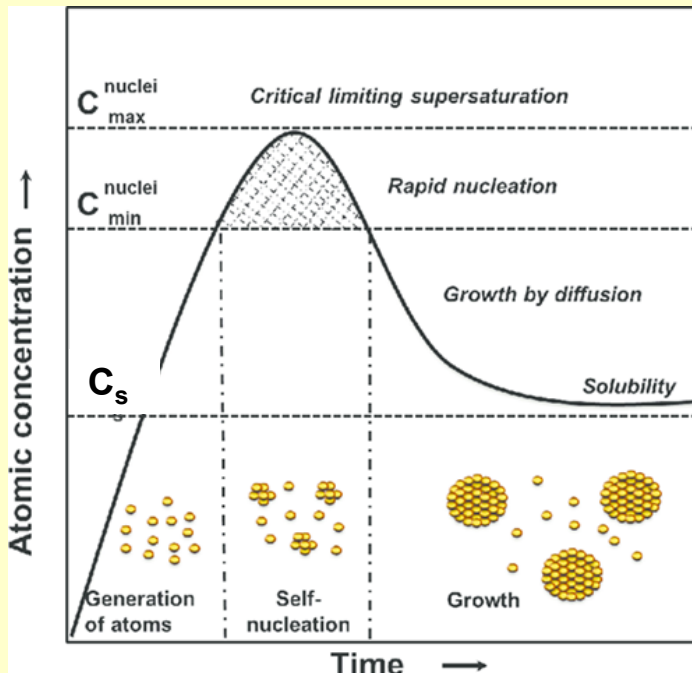 C nuclei max
Critical limiting supersaturation
C nuclei min
Rapid nucleation
Growth by diffusion
Cs
Solubility
Generation
of atoms
Self-
nucleation
Growth
Atomic concentration →
Time →